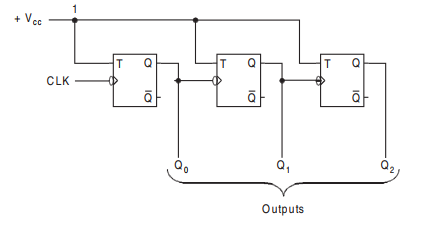 1
+ Vcc
T Q T Q T Q
CLK
Q̅ Q̅ Q̅
Q0 Q1 Q2
Outputs